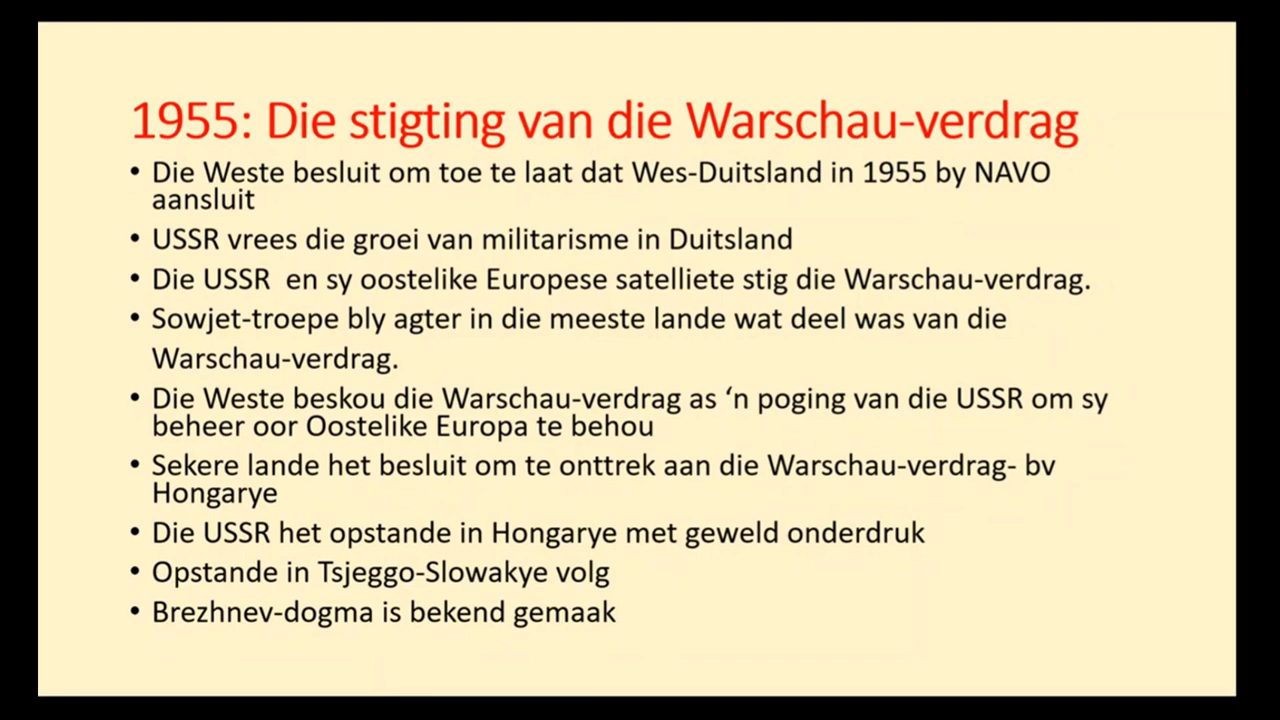 1955: Die stigting van die Warschau-verdrag
• Die Weste besluit om toe te laat dat Wes-Duitsland in 1955 by NAVO
aansluit
• USSR vrees die groei van militarisme in Duitsland
• Die USSR  en sy oostelike Europese satelliete stig die Warschau-verdrag.
• Sowjet-troepe bly agter in die meeste lande wat deel was van die
Warschau-verdrag.
• Die Weste beskou die Warschau-verdrag as ‘n poging van die USSR om sy
beheer oor Oostelike Europa te behou
• Sekere lande het besluit om te onttrek aan die Warschau-verdrag- bv
Hongarye
• Die USSR het opstande in Hongarye met geweld onderdruk
• Opstande in Tsjeggo-Slowakye volg
• Brezhnev-dogma is bekend gemaak